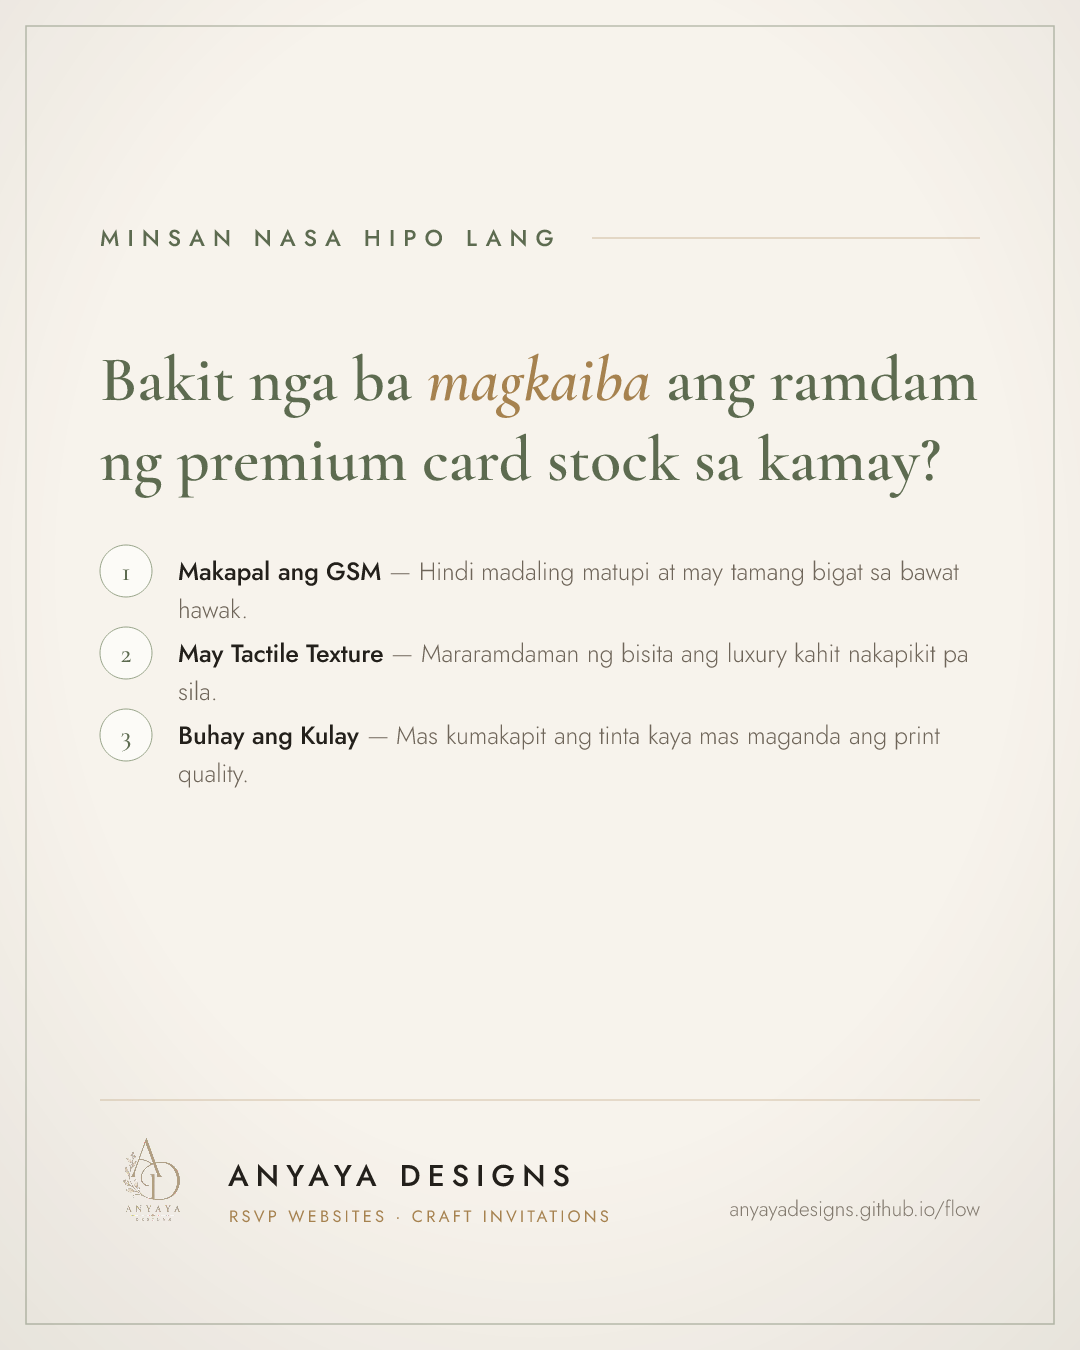 MINSAN NASA HIPO LANG
Bakit nga ba magkaiba ang ramdam
ng premium card stock sa kamay?
1 Makapal ang GSM — Hindi madaling matupi at may tamang bigat sa bawat
hawak.
2 May Tactile Texture — Mararamdaman ng bisita ang luxury kahit nakapikit pa
sila.
3 Buhay ang Kulay — Mas kumakapit ang tinta kaya mas maganda ang print
quality.
AD
ANYAYA
ANYAYA DESIGNS
RSVP WEBSITES · CRAFT INVITATIONS
anyayadesigns.github.io/flow